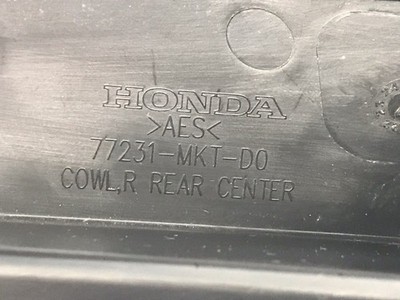 HONDA
>AES<
77231-MKT-D0
COWL,R REAR CENTER